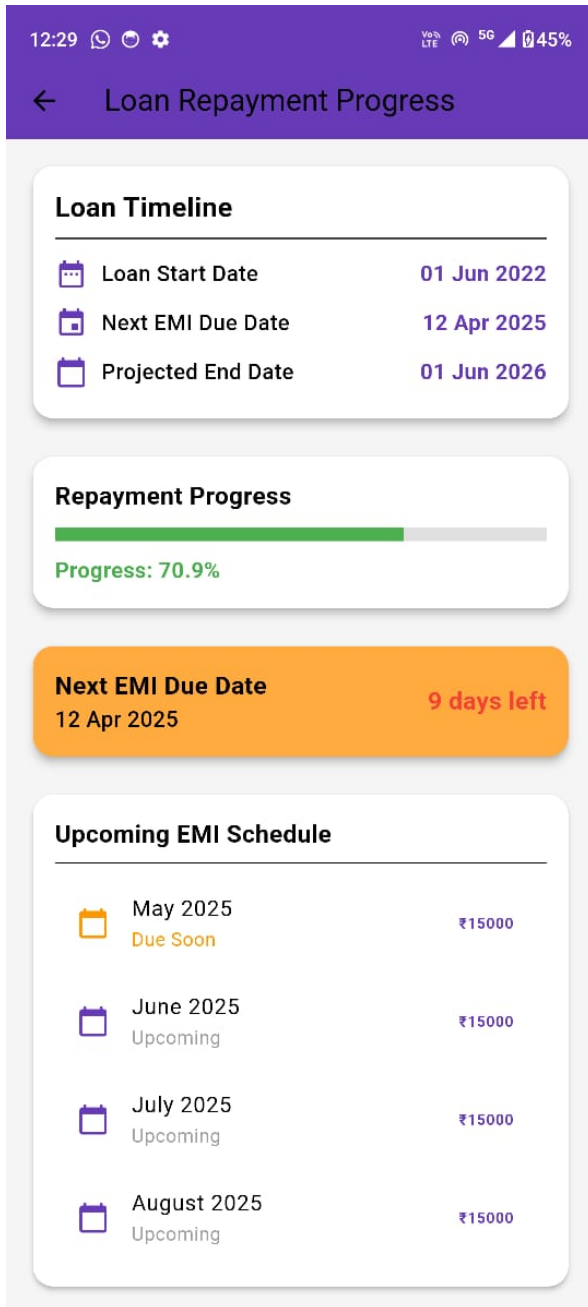 12:29 VoLTE 5G 45%
Loan Repayment Progress
Loan Timeline
Loan Start Date 01 Jun 2022
Next EMI Due Date 12 Apr 2025
Projected End Date 01 Jun 2026
Repayment Progress
Progress: 70.9%
Next EMI Due Date
12 Apr 2025
9 days left
Upcoming EMI Schedule
May 2025
Due Soon
₹15000
June 2025
Upcoming
₹15000
July 2025
Upcoming
₹15000
August 2025
Upcoming
₹15000